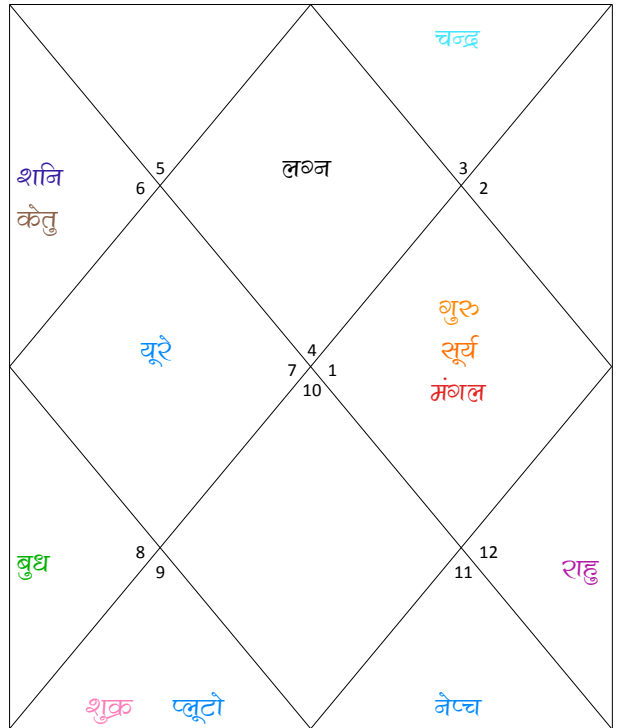 चन्द्र
लग्न
5
3
शनि
6
2
केतु
गुरु
यूरे
4
सूर्य
7
1
10
मंगल
8
12
बुध
9
11
राहु
शुक्र प्लूटो
नेप्च